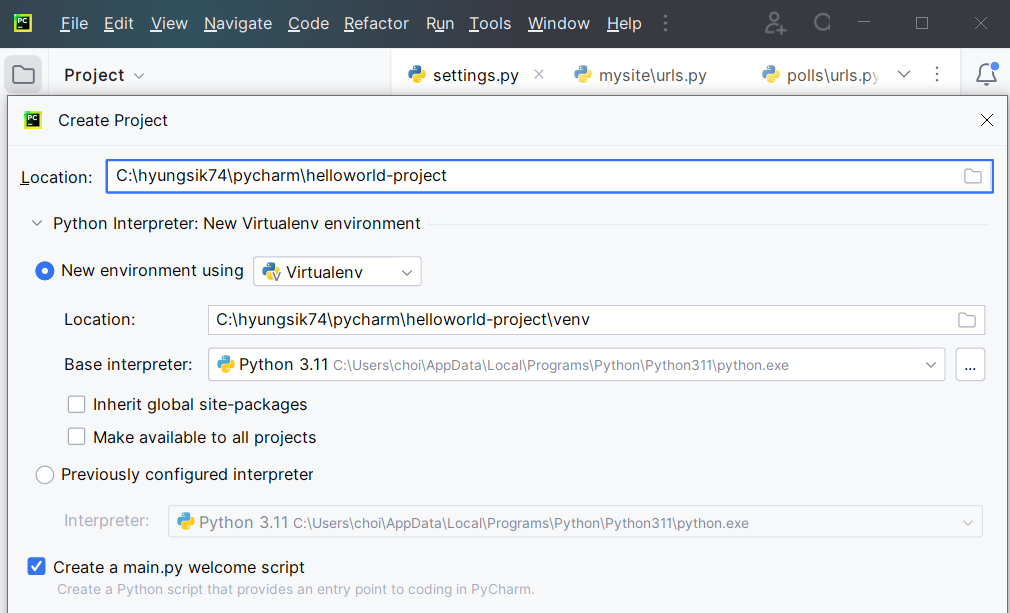 PC File Edit View Navigate Code Refactor Run Tools Window Help
Project settings.py mysite\urls.py polls\urls.py
PC Create Project
Location: C:\hyungsik74\pycharm\helloworld-project
Python Interpreter: New Virtualenv environment
New environment using Virtualenv
Location: C:\hyungsik74\pycharm\helloworld-project\venv
Base interpreter: Python 3.11 C:\Users\choi\AppData\Local\Programs\Python\Python311\python.exe ...
Inherit global site-packages
Make available to all projects
Previously configured interpreter
Interpreter: Python 3.11 C:\Users\choi\AppData\Local\Programs\Python\Python311\python.exe
Create a main.py welcome script
Create a Python script that provides an entry point to coding in PyCharm.